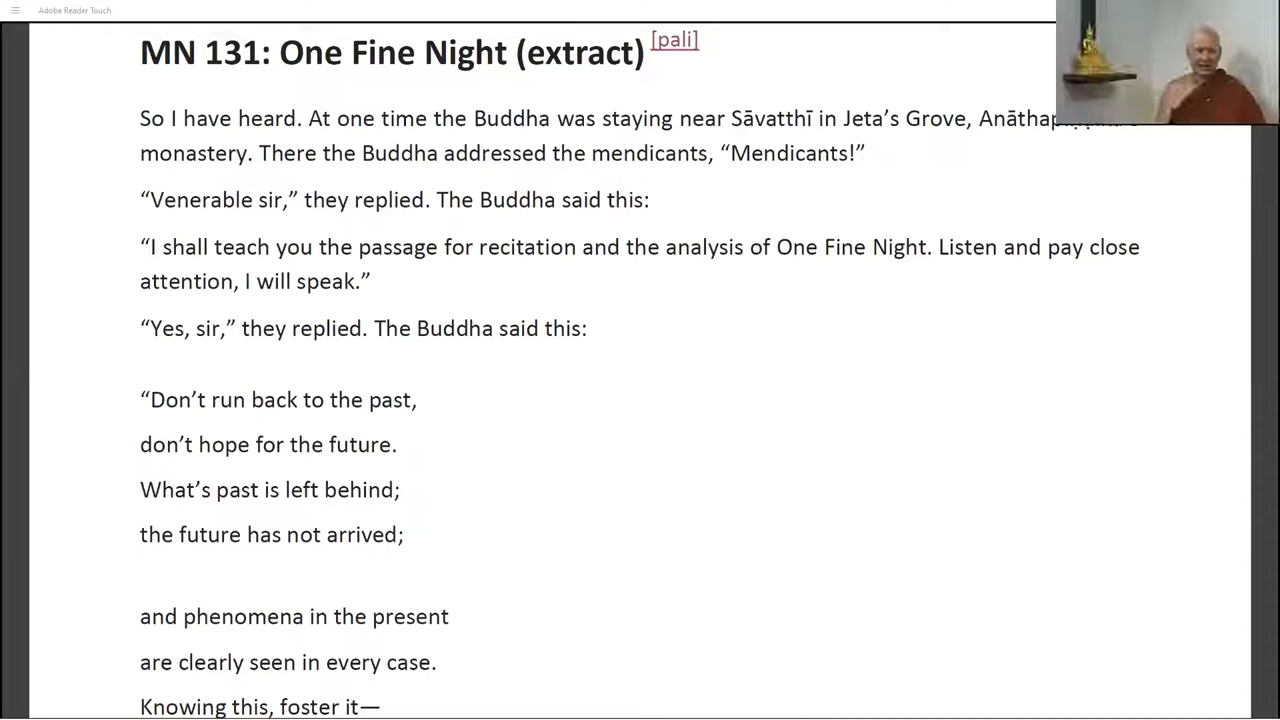 Adobe Reader Touch
MN 131: One Fine Night (extract) [pali]
So I have heard. At one time the Buddha was staying near Sāvatthī in Jeta’s Grove,
monastery. There the Buddha addressed the mendicants, “Mendicants!”
“Venerable sir,” they replied. The Buddha said this:
“I shall teach you the passage for recitation and the analysis of One Fine Night. Listen and pay close
attention, I will speak.”
“Yes, sir,” they replied. The Buddha said this:
“Don’t run back to the past,
don’t hope for the future.
What’s past is left behind;
the future has not arrived;
and phenomena in the present
are clearly seen in every case.
Knowing this, foster it—